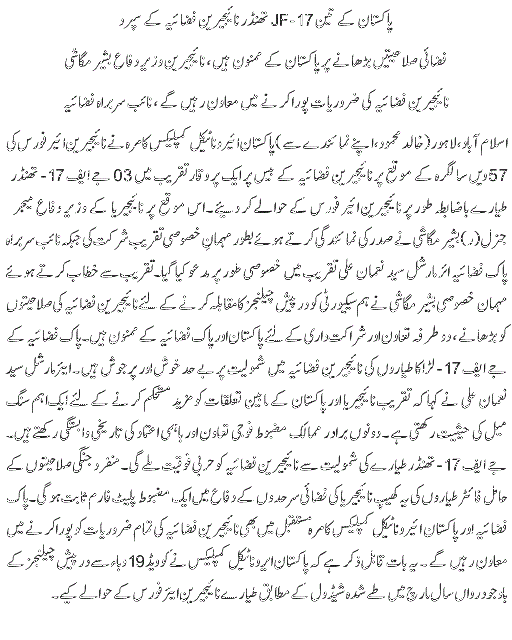 پاکستان کے تین JF-17 تھنڈر نائیجیرین فضائیہ کے سپرد
فضائی صلاحیتیں بڑھانے پر پاکستان کے ممنون ہیں، نائیجیرین وزیر دفاع بشیر مگاشی
نائیجیرین فضائیہ کی ضروریات پورا کرنے میں معاون رہیں گے، نائب سربراہ فضائیہ
اسلام آباد، لاہور (خالد محمود، اپنے نمائندے سے) پاکستان ائیروناٹیکل کمپلیکس کامرہ نے نائیجیرین ائیر فورس کی
57 ویں سالگرہ کے موقع پر نائیجیرین فضائیہ کے بیس پر ایک پروقار تقریب میں 03 جے ایف 17- تھنڈر
طیارے باضابطہ طور پر نائیجیرین ائیر فورس کے حوالے کر دیئے۔ اس موقع پر نائیجیریا کے وزیر دفاع میجر
جنرل (ر) بشیر مگاشی نے صدر کی نمائندگی کرتے ہوئے بطور مہمان خصوصی تقریب شرکت کی جبکہ نائب سربراہ
پاک فضائیہ ائیر مارشل سید نعمان علی تقریب میں خصوصی طور پر مدعو کیا گیا۔ تقریب سے خطاب کرتے ہوئے
مہمان خصوصی بشیر مگاشی نے ہم سیکیورٹی کو درپیش چیلنجز کا مقابلہ کرنے کے لئے نائیجیرین فضائیہ کی صلاحیتوں
کو بڑھانے، دو طرفہ تعاون اور شراکت داری کے لئے پاکستان اور پاک فضائیہ کے ممنون ہیں۔ پاک فضائیہ کے
جے ایف 17- لڑاکا طیاروں کی نائیجیرین فضائیہ میں شمولیت پر بے حد خوش اور پر جوش ہیں۔ ایئر مارشل سید
نعمان علی نے کہا کہ تقریب نائیجیریا اور پاکستان کے مابین تعلقات کو مزید مستحکم کرنے کے لئے ایک اہم سنگ
میل کی حیثیت رکھتی ہے۔ دونوں برادر ممالک مضبوط فوجی تعاون اور باہمی اعتماد کی تاریخی وابستگی رکھتے ہیں۔
جے ایف 17- تھنڈر طیارے کی شمولیت سے نائیجیرین فضائیہ کو حربی فوقیت ملے گی۔ منفرد جنگی صلاحیتوں کے
حامل فائٹر طیاروں کی یہ کھیپ نائیجیریا کی فضائی سرحدوں کے دفاع میں ایک مضبوط پلیٹ فارم ثابت ہو گی۔ پاک
فضائیہ اور پاکستان ائیروناٹیکل کمپلیکس کامرہ مستقبل میں بھی نائیجیرین فضائیہ کی تمام ضروریات کو پورا کرنے میں
معاون رہیں گے۔ یہ بات قابل ذکر ہے کہ پاکستان ائیروناٹیکل کمپلیکس نے کوویڈ 19 وباء سے درپیش چیلنجز کے
باوجود رواں سال مارچ میں طے شدہ شیڈول کے مطابق طیارے نائیجیرین ایئر فورس کے حوالے کیے۔